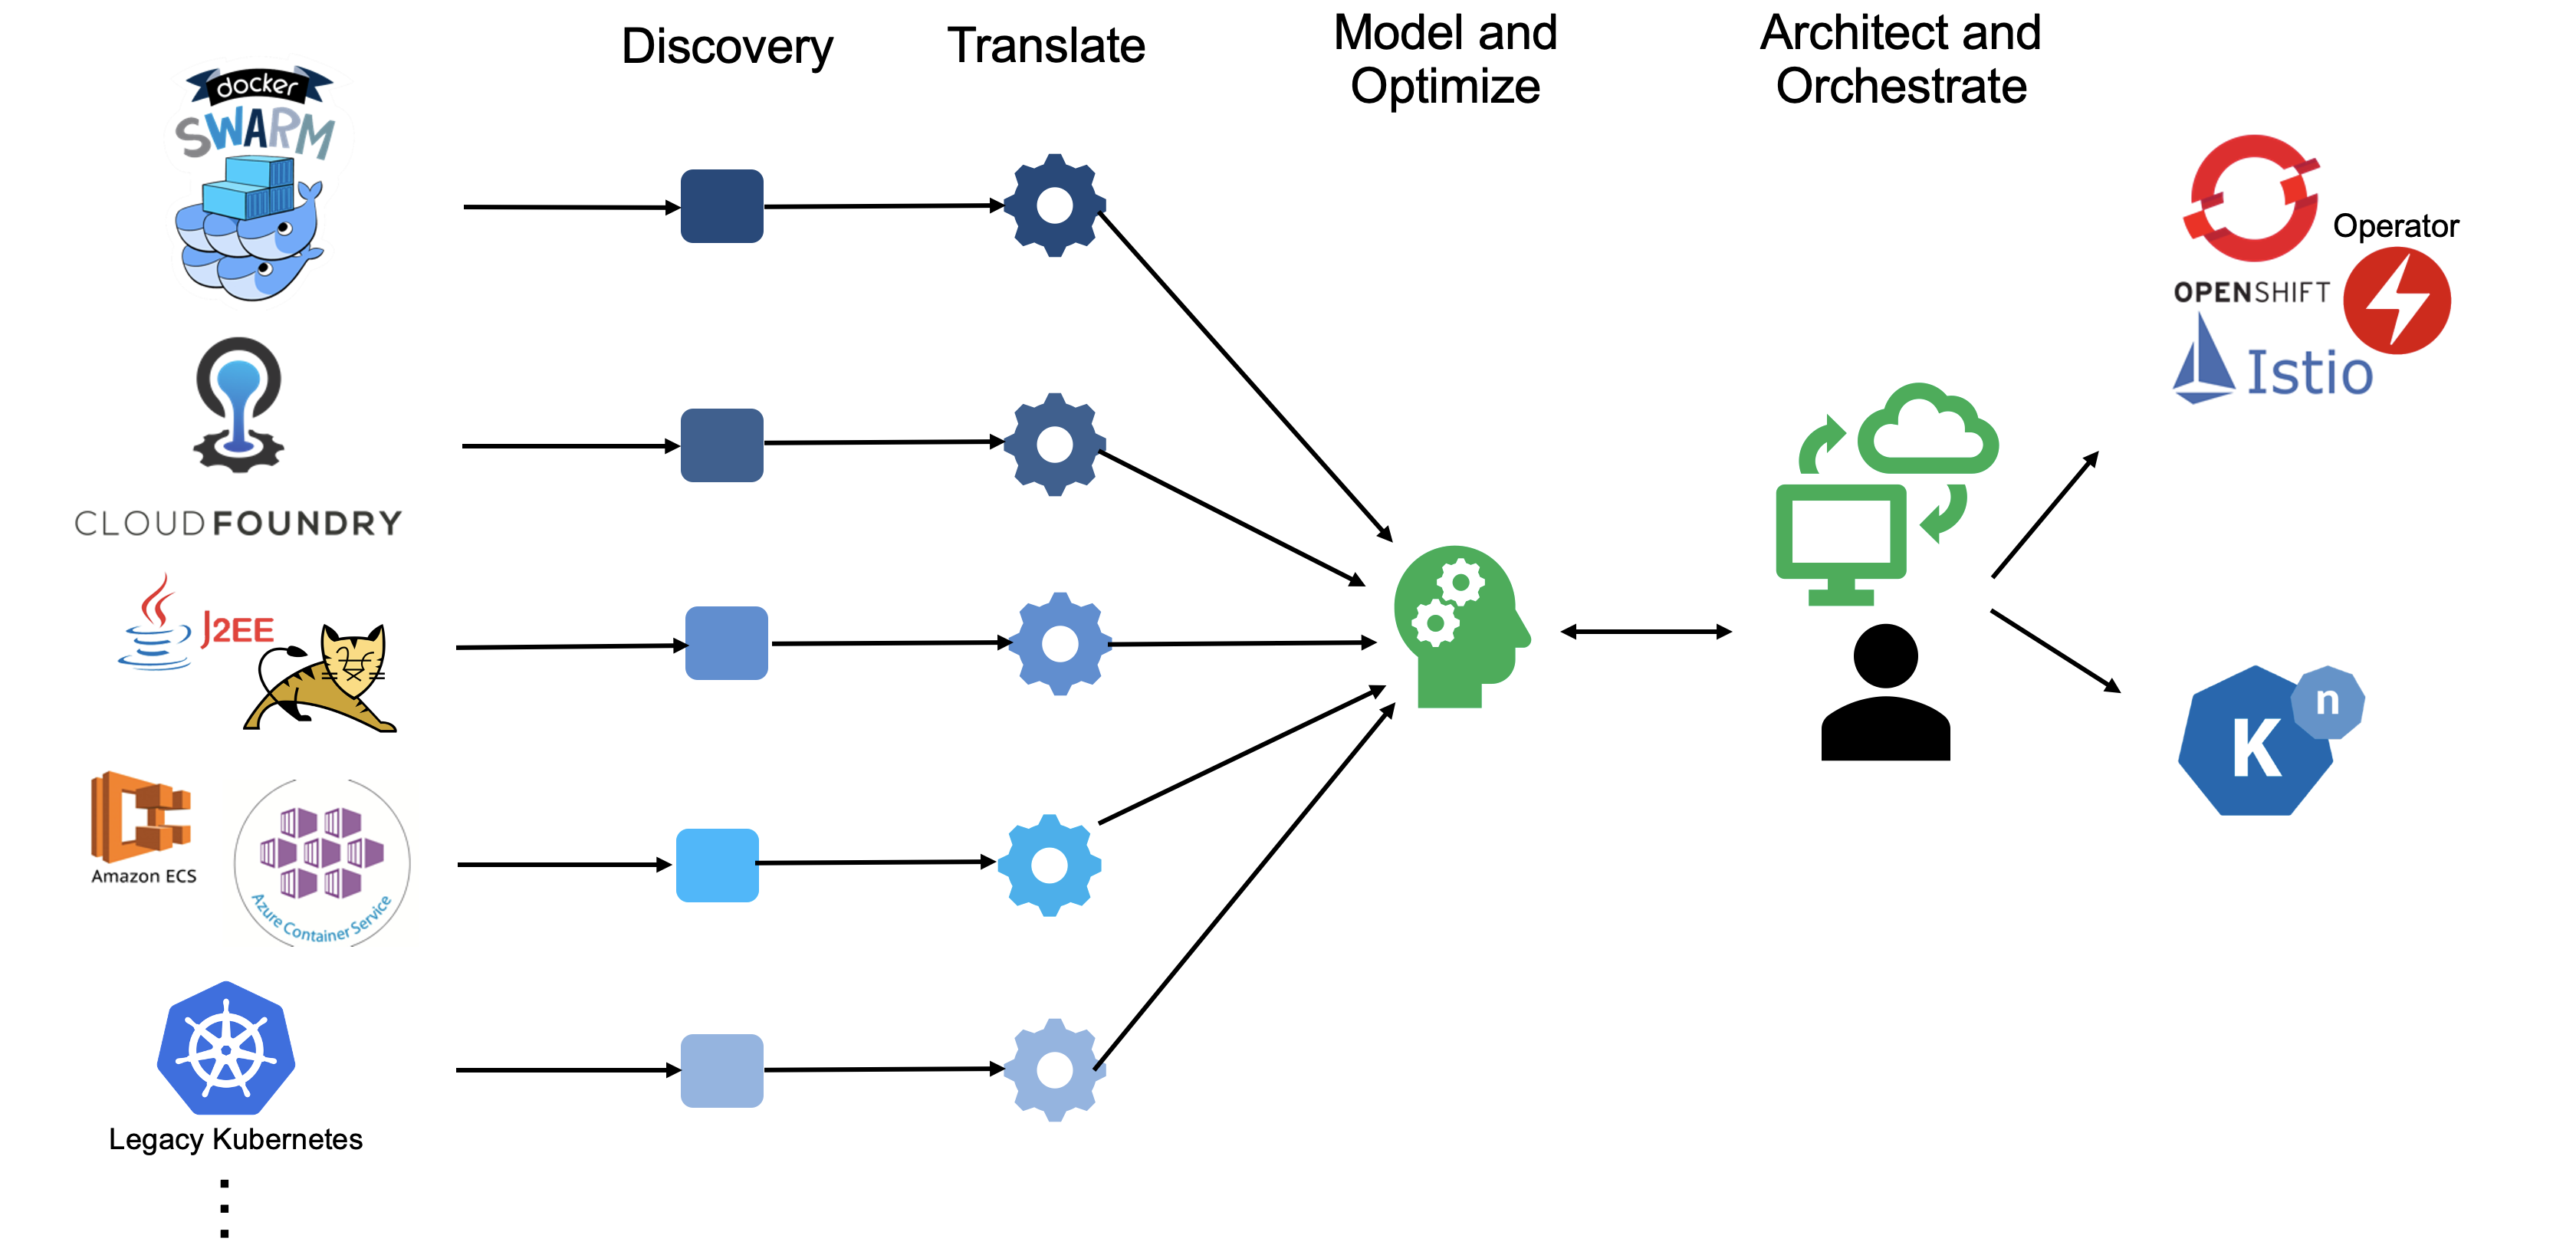 Discovery
Translate
Model and
Optimize
Architect and
Orchestrate
docker
SWARM
CLOUDFOUNDRY
J2EE
Amazon ECS
Azure Container Service
Legacy Kubernetes
OPENSHIFT
Operator
Istio
K
n